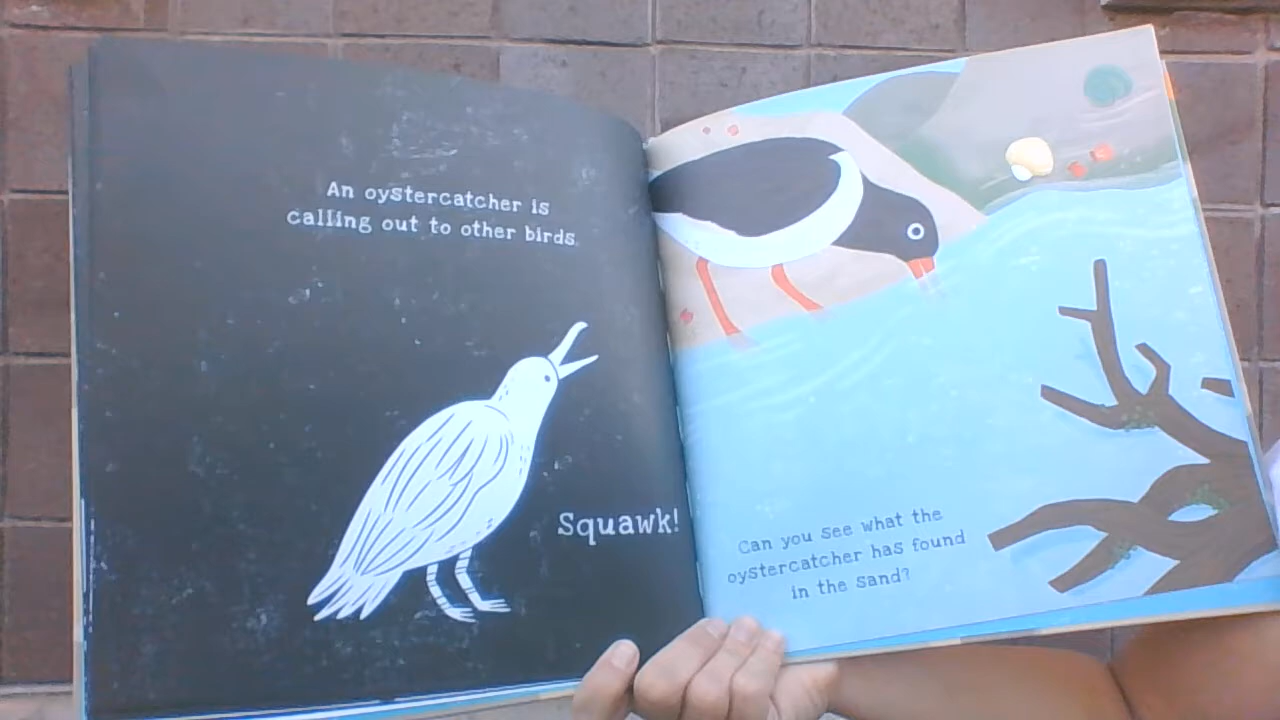 An oystercatcher is
calling out to other birds.
Squawk!
Can you see what the
oystercatcher has found
in the sand?